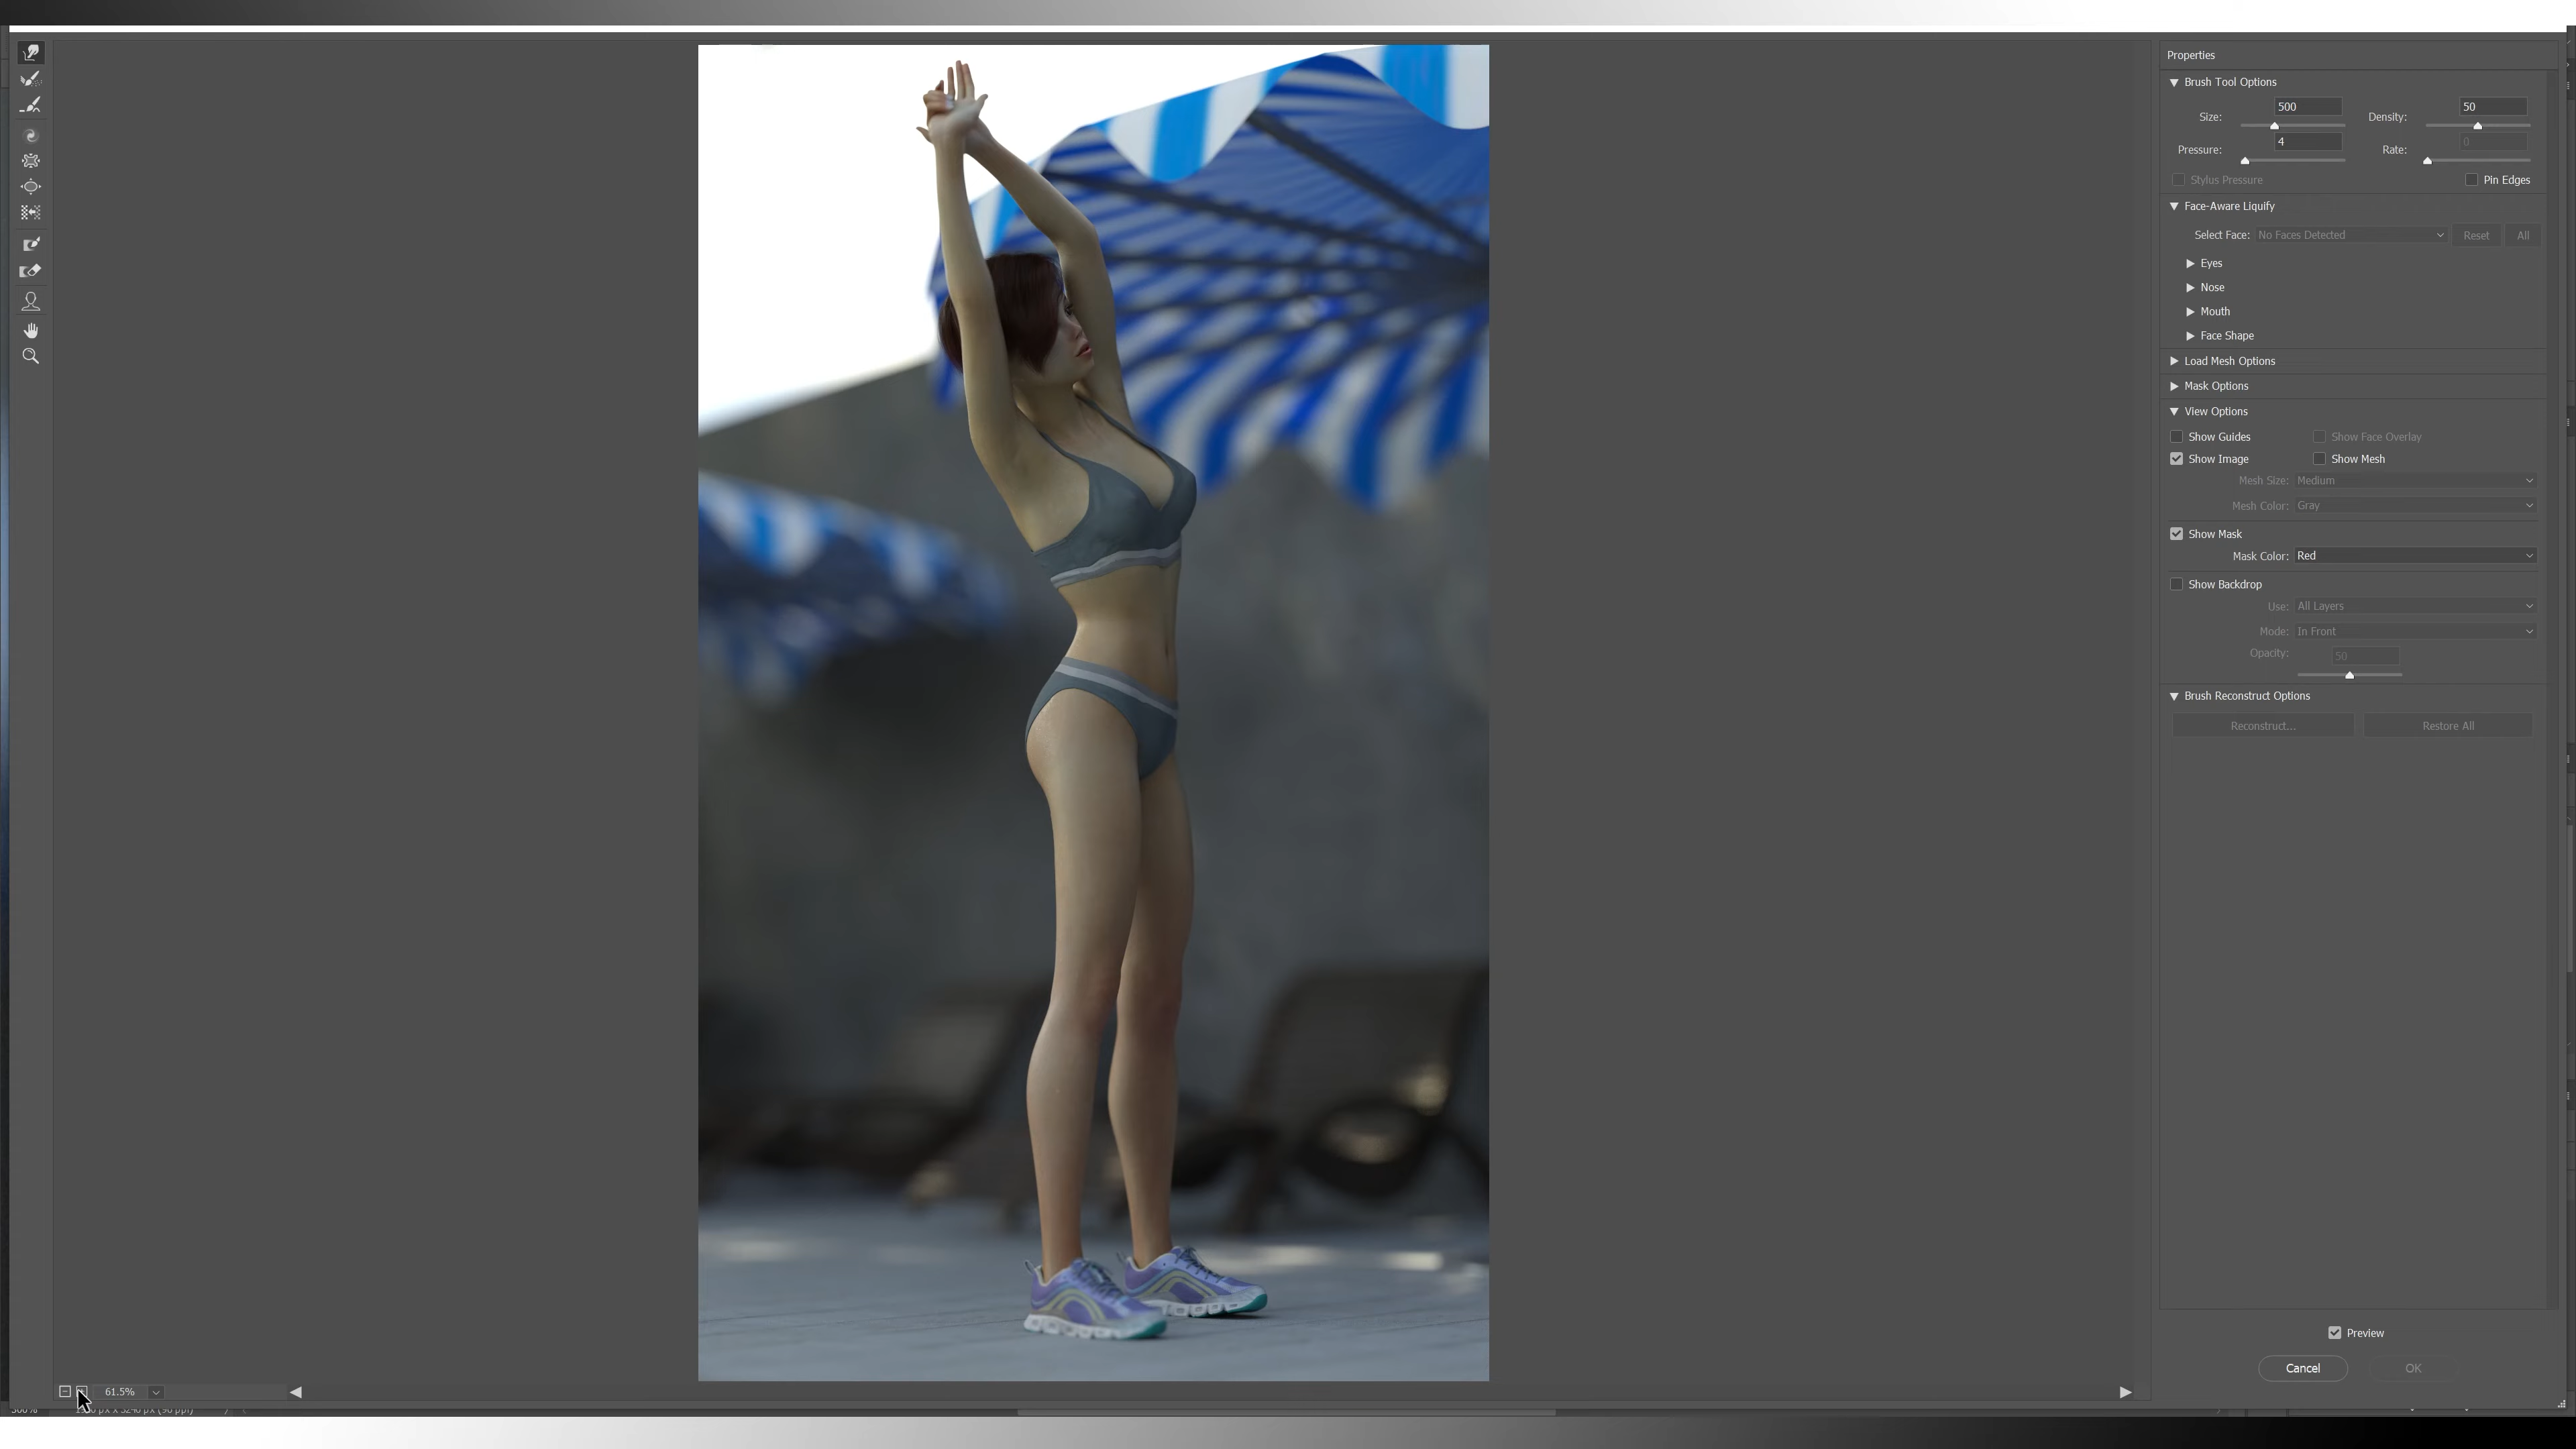 Properties
Brush Tool Options
Size: 500 Density: 50
Pressure: 4 Rate: 0
Stylus Pressure Pin Edges
Face-Aware Liquify
Select Face: No Faces Detected Reset All
Eyes
Nose
Mouth
Face Shape
Load Mesh Options
Mask Options
View Options
Show Guides Show Face Overlay
Show Image Show Mesh
Mesh Size: Medium
Mesh Color: Gray
Show Mask
Mask Color: Red
Show Backdrop
Use: All Layers
Mode: In Front
Opacity: 50
Brush Reconstruct Options
Reconstruct... Restore All
Preview
Cancel OK
61.5%